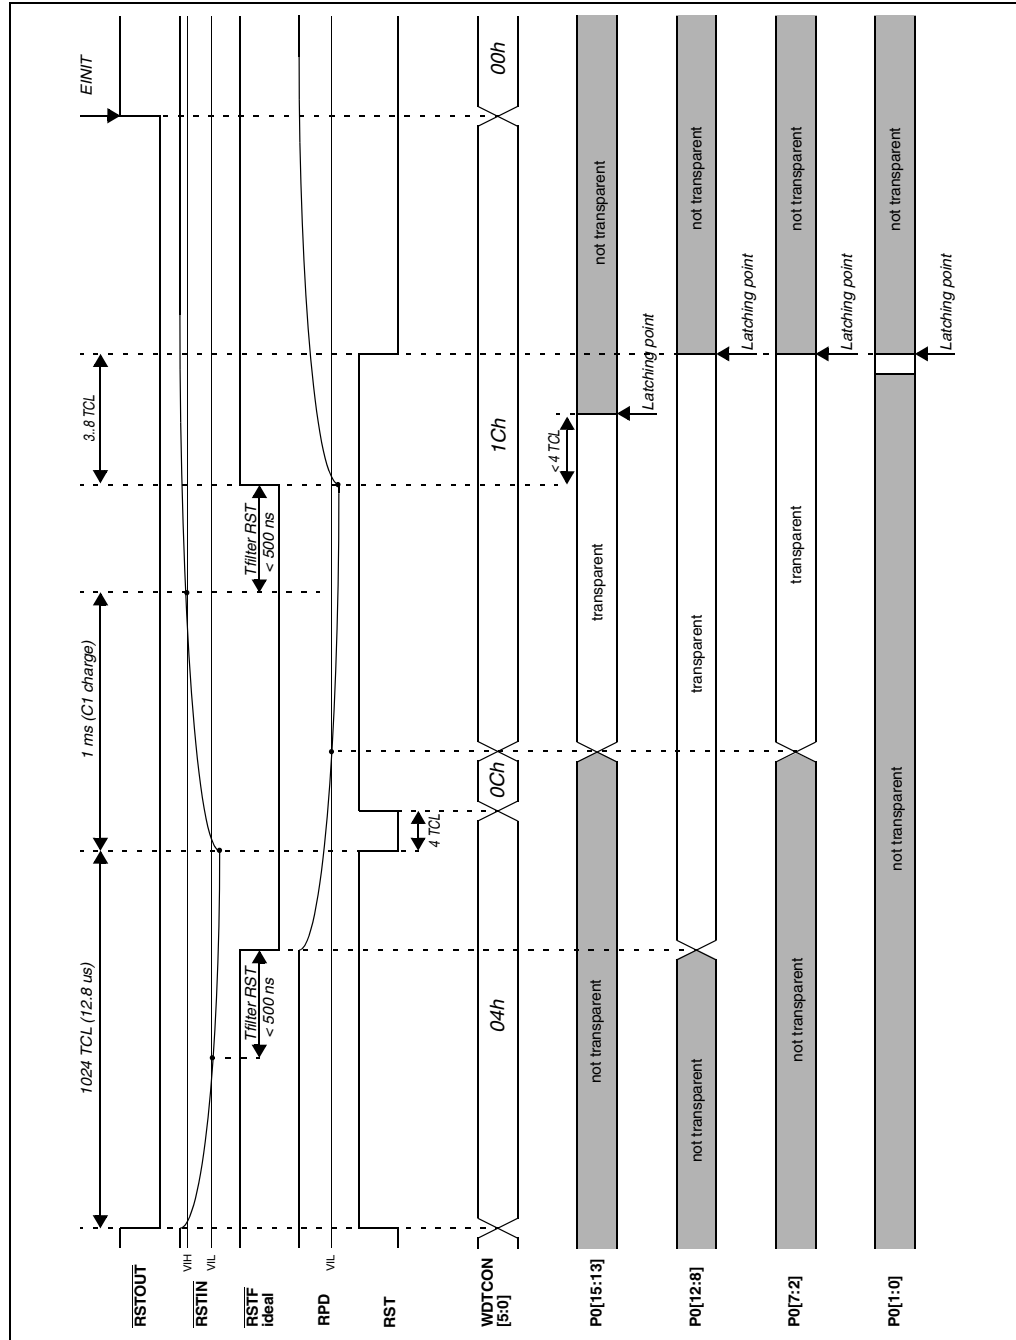 1024 TCL (12.8 us)
1 ms (C1 charge)
3..8 TCL
EINIT
RSTOUT
RSTIN
VIH
VIL
RSTF
ideal
Tfilter RST
< 500 ns
Tfilter RST
< 500 ns
RPD
VIL
RST
4 TCL
WDTCON
[5:0]
04h
0Ch
1Ch
00h
< 4 TCL
P0[15:13]
not transparent
transparent
not transparent
Latching point
P0[12:8]
not transparent
transparent
not transparent
Latching point
P0[7:2]
not transparent
transparent
not transparent
Latching point
P0[1:0]
not transparent
not transparent
Latching point